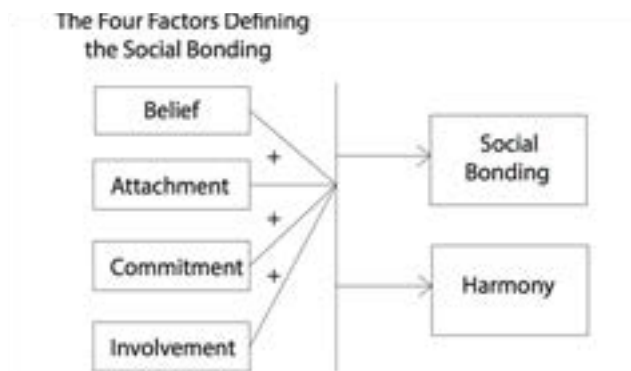 The Four Factors Defining
the Social Bonding
Belief
+
Attachment
+
Commitment
+
Involvement
Social
Bonding
Harmony